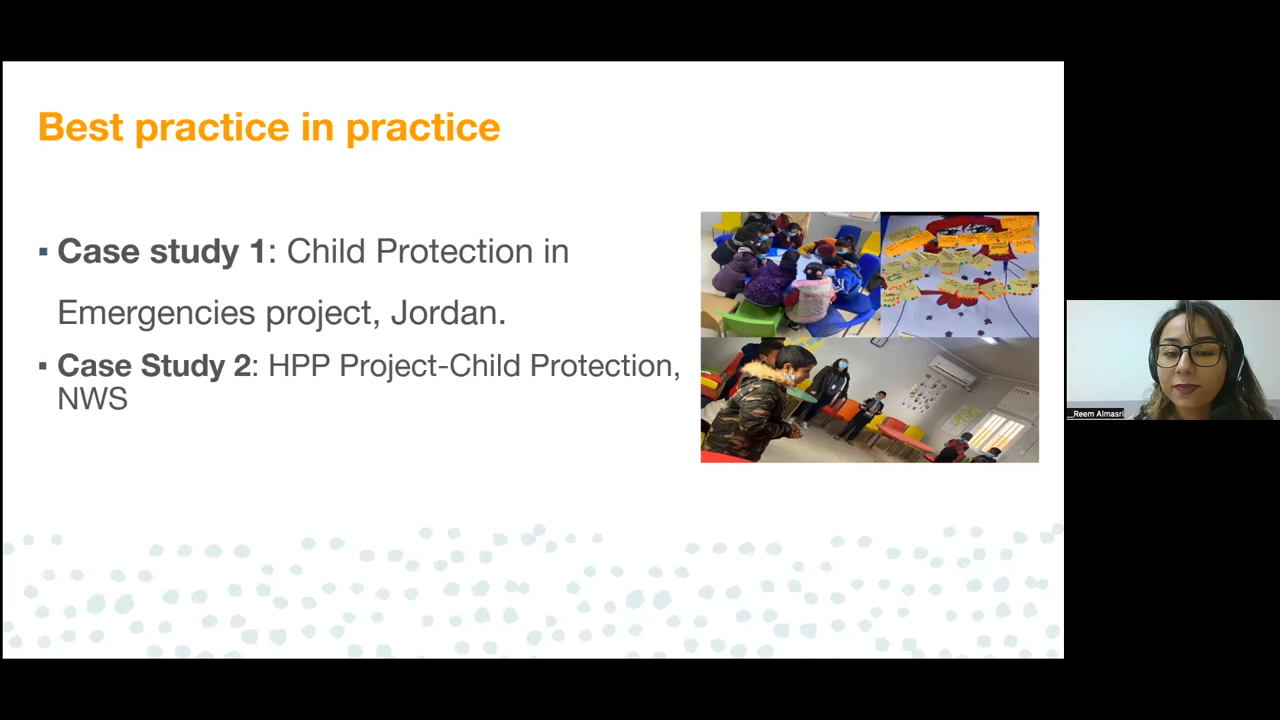 Best practice in practice
▪ Case study 1: Child Protection in
Emergencies project, Jordan.
▪ Case Study 2: HPP Project-Child Protection,
NWS
__Reem Almasri